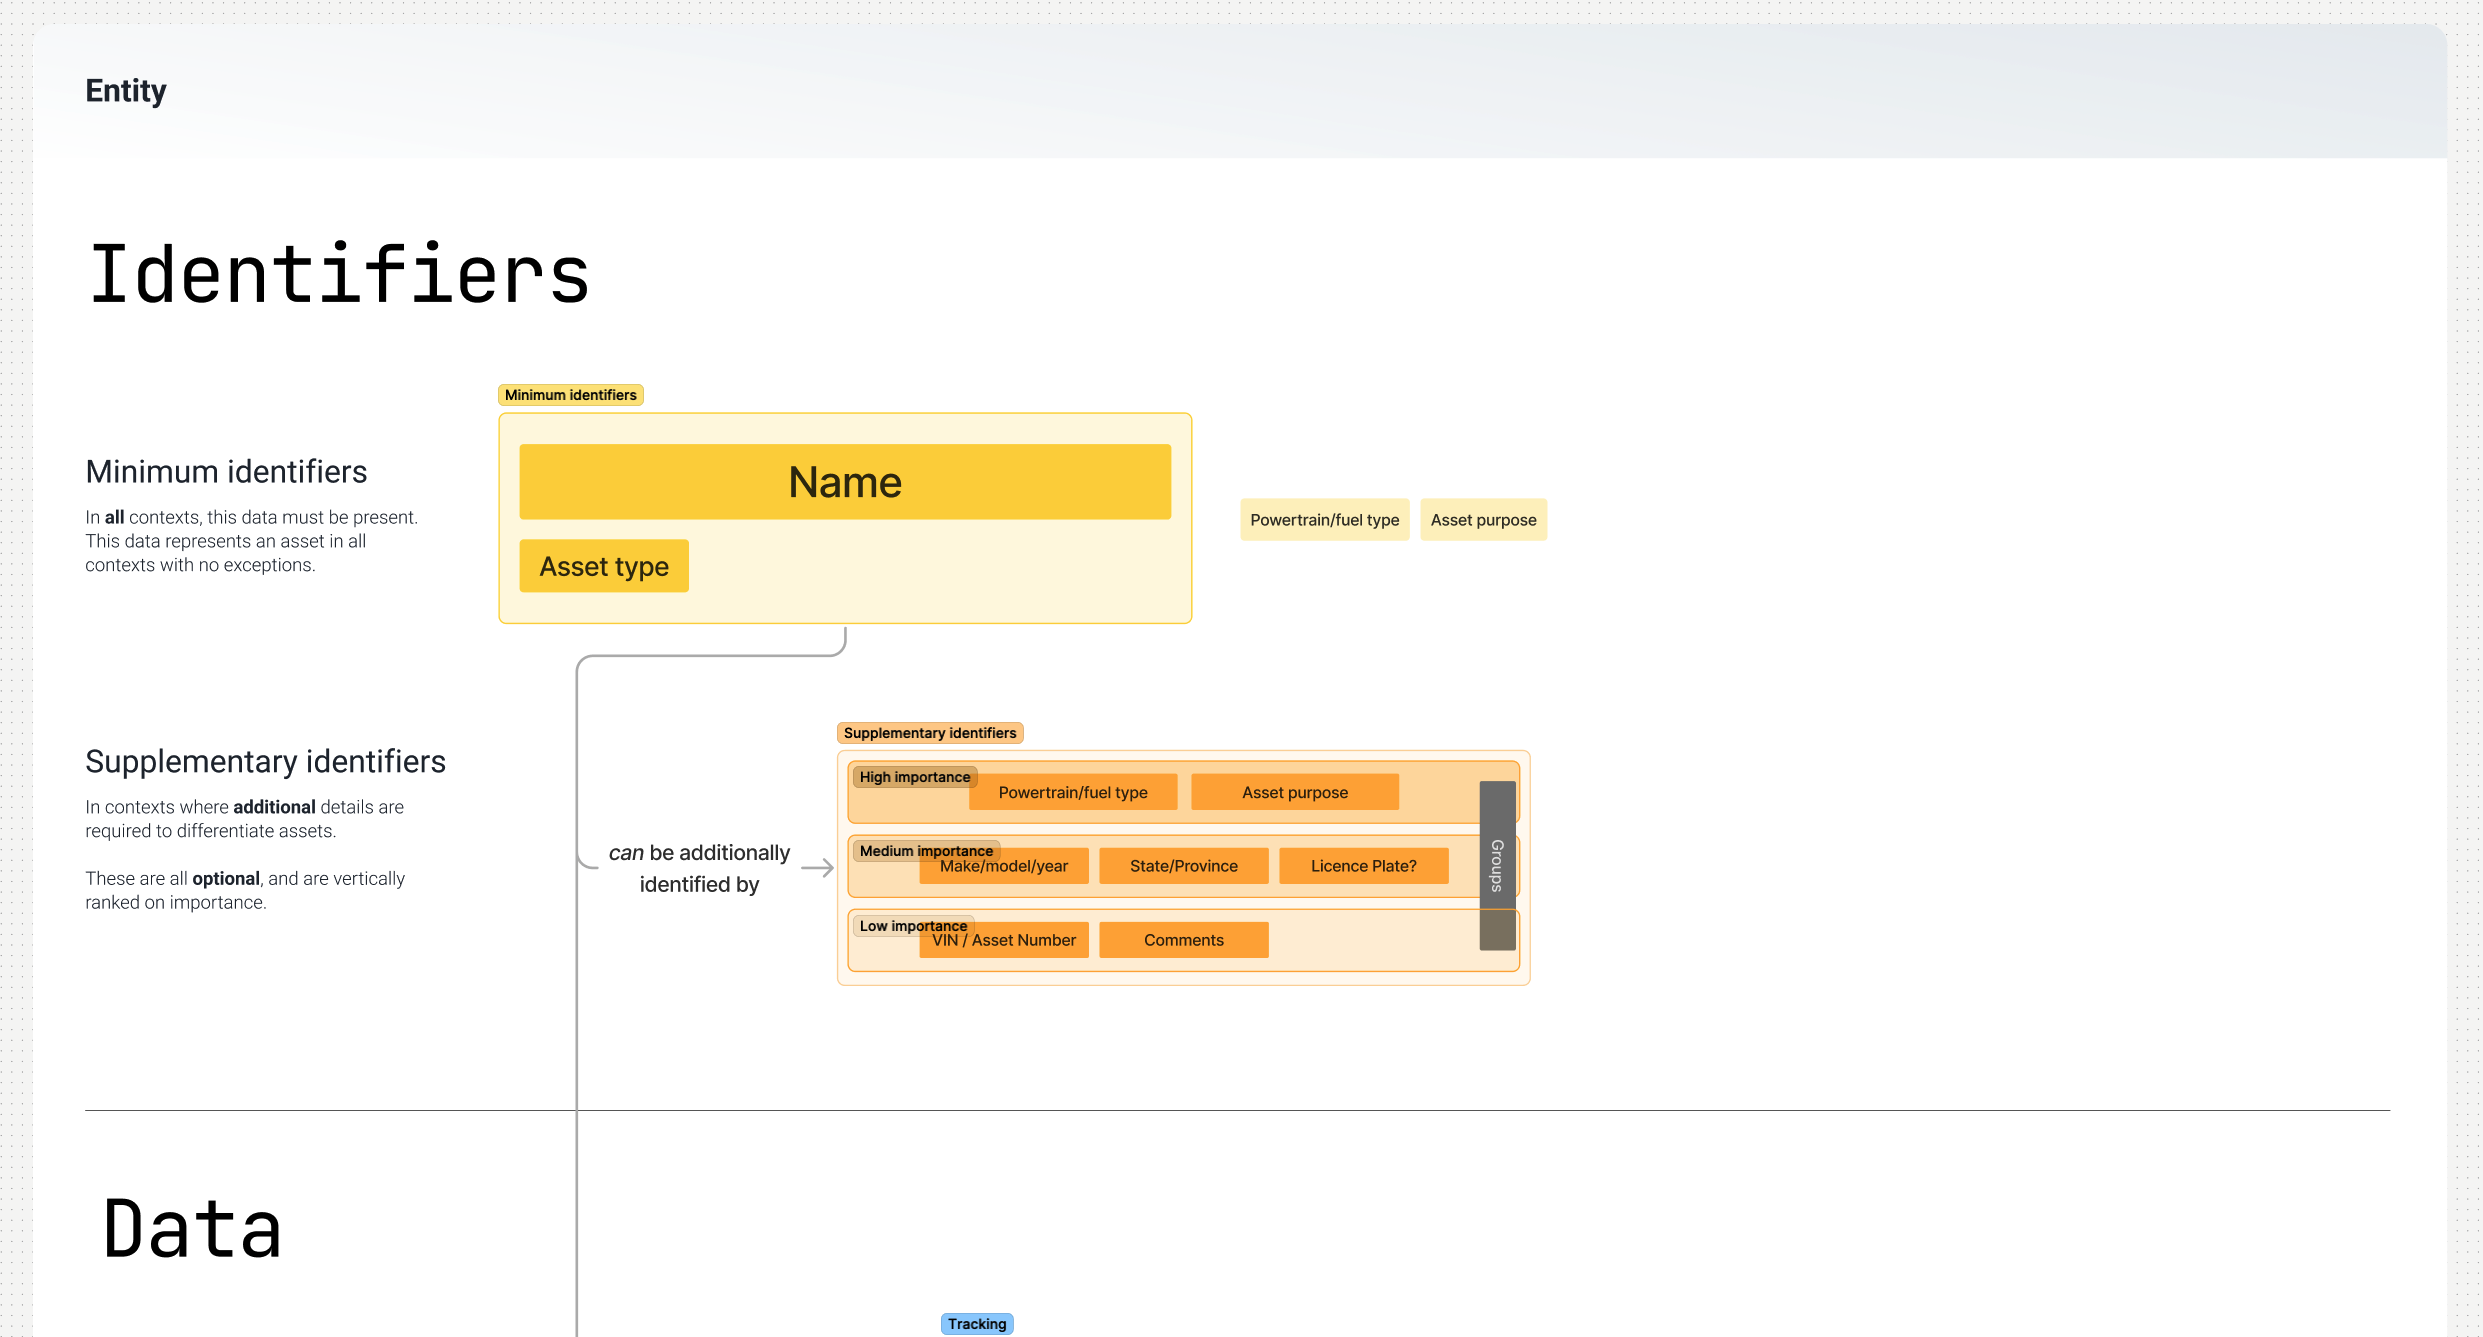 Entity
Identifiers
Minimum identifiers
Name
Asset type
Minimum identifiers
In all contexts, this data must be present.
This data represents an asset in all
contexts with no exceptions.
Powertrain/fuel type
Asset purpose
Supplementary identifiers
In contexts where additional details are
required to differentiate assets.
These are all optional, and are vertically
ranked on importance.
can be additionally
identified by
Supplementary identifiers
High importance
Powertrain/fuel type
Asset purpose
Medium importance
Make/model/year
State/Province
Licence Plate?
Low importance
VIN / Asset Number
Comments
Groups
Data
Tracking